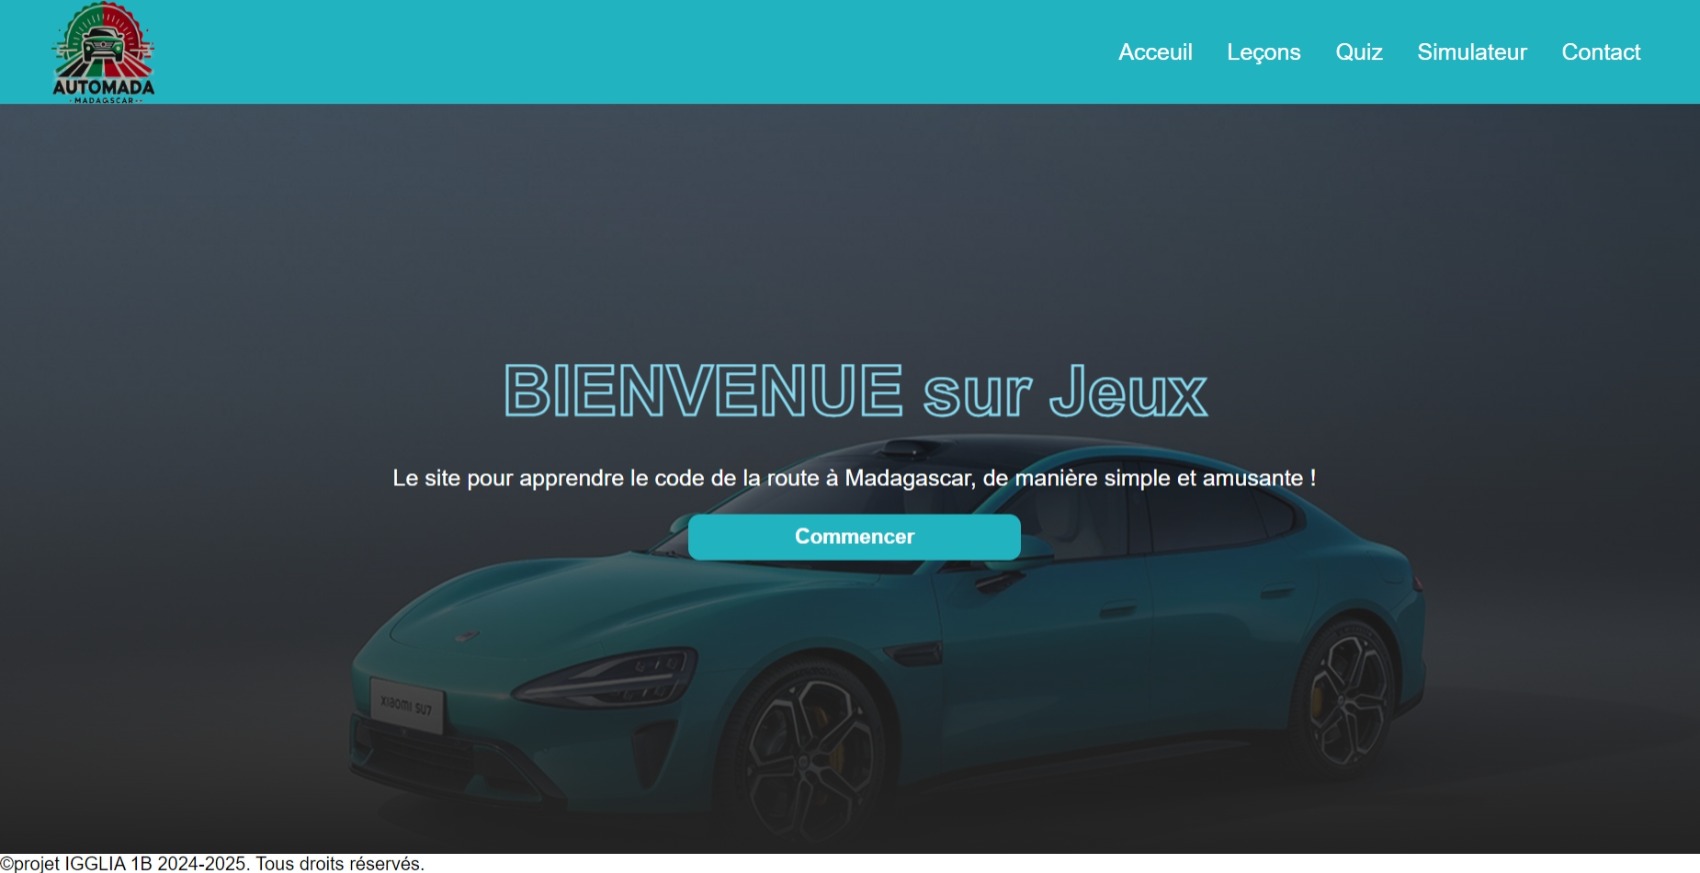 AUTOMADA
·MADAGSCAR··
Acceuil Leçons Quiz Simulateur Contact
BIENVENUE sur Jeux
Le site pour apprendre le code de la route à Madagascar, de manière simple et amusante !
Commencer
XIAOMI SU7
©projet IGGLIA 1B 2024-2025. Tous droits réservés.